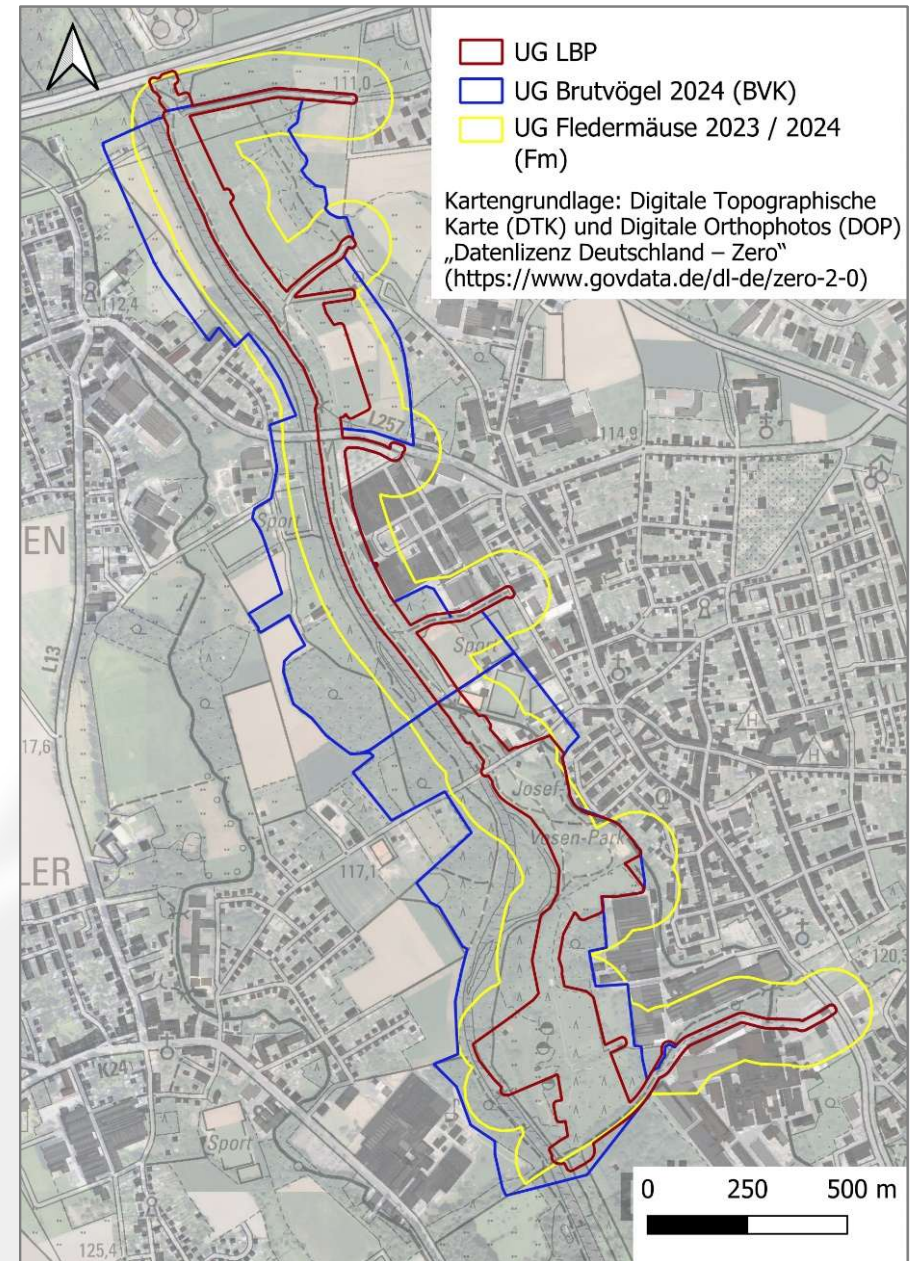 UG LBP
UG Brutvögel 2024 (BVK)
UG Fledermäuse 2023 / 2024
(Fm)
Kartengrundlage: Digitale Topographische
Karte (DTK) und Digitale Orthophotos (DOP)
„Datenlizenz Deutschland – Zero“
(https://www.govdata.de/dl-de/zero-2-0)
111,0
112,4
L257
114,9
Sport
EN
L13
Sport
17,6
H
H
Josef-
Vosen-Park
LER
117,1
120,3
K24
Sport
0 250 500 m
125,4